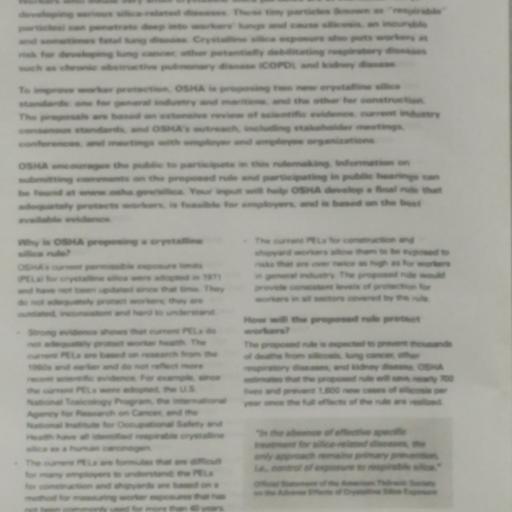 developing serious silica-related diseases. These tiny particles (known as "respirable"
particles) can penetrate deep into workers' lungs and cause silicosis, an incurable
and sometimes fatal lung disease. Crystalline silica exposure also puts workers at
risk for developing lung cancer, other potentially debilitating respiratory diseases
such as chronic obstructive pulmonary disease (COPD), and kidney disease.
To improve worker protection, OSHA is proposing two new crystalline silica
standards: one for general industry and maritime, and the other for construction.
The proposals are based on extensive review of scientific evidence, current industry
consensus standards, and OSHA's outreach, including stakeholder meetings,
conferences, and meetings with employer and employee organizations.
OSHA encourages the public to participate in this rulemaking. Information on
submitting comments on the proposed rule and participating in public hearings can
be found at www.osha.gov/silica. Your input will help OSHA develop a final rule that
adequately protects workers, is feasible for employers, and is based on the best
available evidence.
Why is OSHA proposing a crystalline
silica rule?
OSHA's current permissible exposure limits
(PELs) for crystalline silica were adopted in 1971
and have not been updated since that time. They
do not adequately protect workers; they are
outdated, inconsistent and hard to understand.
- Strong evidence shows that current PELs do
not adequately protect worker health. The
current PELs are based on research from the
1960s and earlier and do not reflect more
recent scientific evidence. For example, since
the current PELs were adopted, the U.S.
National Toxicology Program, the International
Agency for Research on Cancer, and the
National Institute for Occupational Safety and
Health have all identified respirable crystalline
silica as a human carcinogen.
- The current PELs are formulas that are difficult
for many employers to understand; the PELs
for construction and shipyards are based on a
method for measuring worker exposures that has
not been commonly used for more than 40 years.
- The current PELs for construction and
shipyard workers allow them to be exposed to
risks that are over twice as high as for workers
in general industry. The proposed rule would
provide consistent levels of protection for
workers in all sectors covered by the rule.
How will the proposed rule protect
workers?
The proposed rule is expected to prevent thousands
of deaths from silicosis, lung cancer, other
respiratory diseases, and kidney disease. OSHA
estimates that the proposed rule will save nearly 700
lives and prevent 1,600 new cases of silicosis per
year once the full effects of the rule are realized.
"In the absence of effective specific
treatment for silica-related diseases, the
only approach remains primary prevention,
i.e., control of exposure to respirable silica."
Official Statement of the American Thoracic Society
on the Adverse Effects of Crystalline Silica Exposure